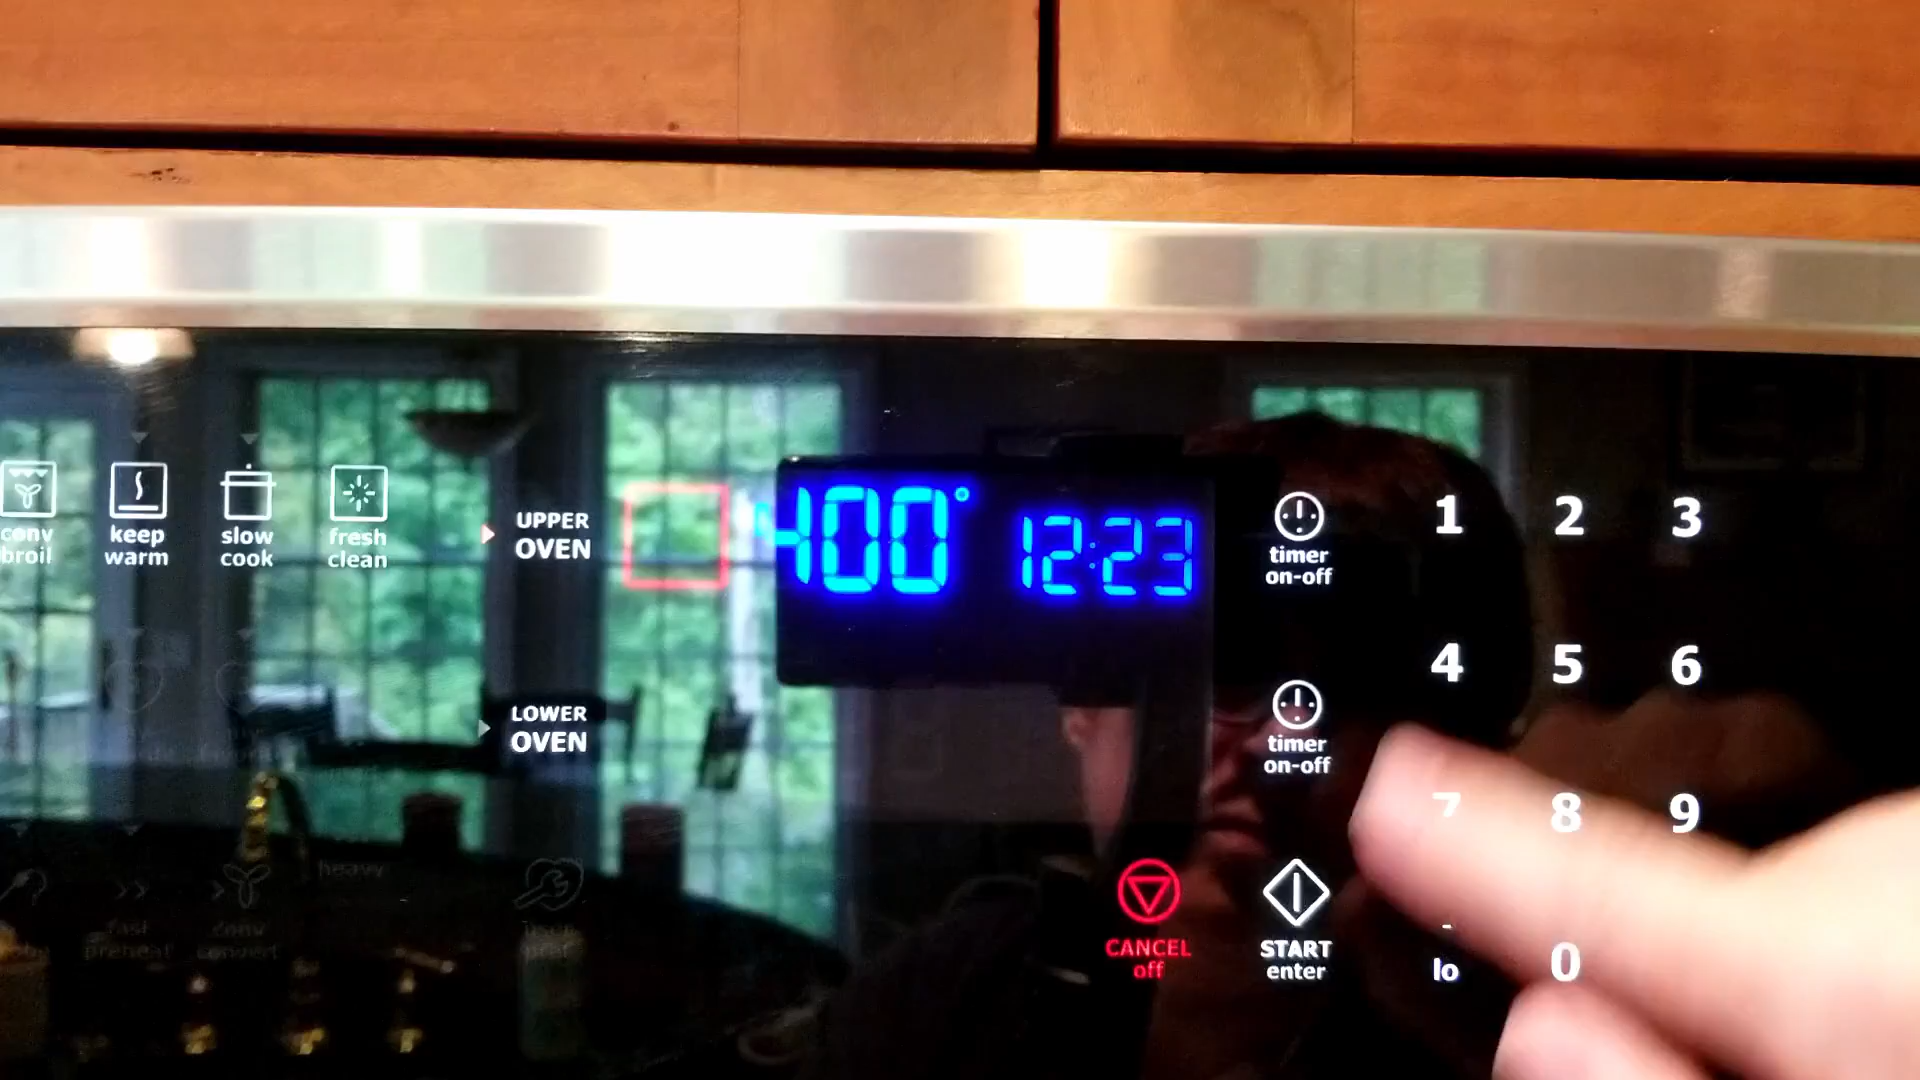 conv
broil
keep
warm
slow
cook
fresh
clean
UPPER
OVEN
400°
12:23
timer
on-off
1 2 3
4 5 6
LOWER
OVEN
timer
on-off
7 8 9
heavy
fast
preheat
conv
convert
CANCEL
off
START
enter
lo
0